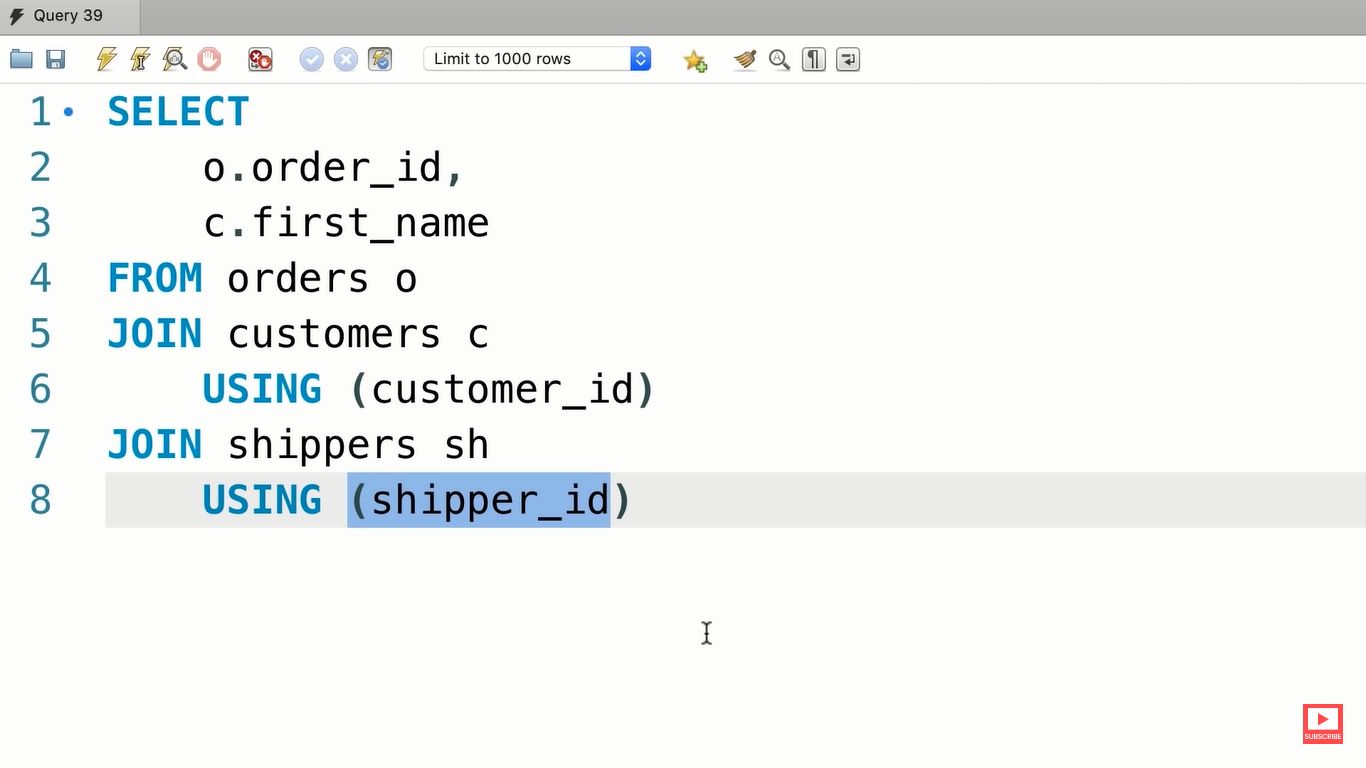 Query 39
Limit to 1000 rows
1 SELECT
2 o.order_id,
3 c.first_name
4 FROM orders o
5 JOIN customers c
6 USING (customer_id)
7 JOIN shippers sh
8 USING (shipper_id)
SUBSCRIBE